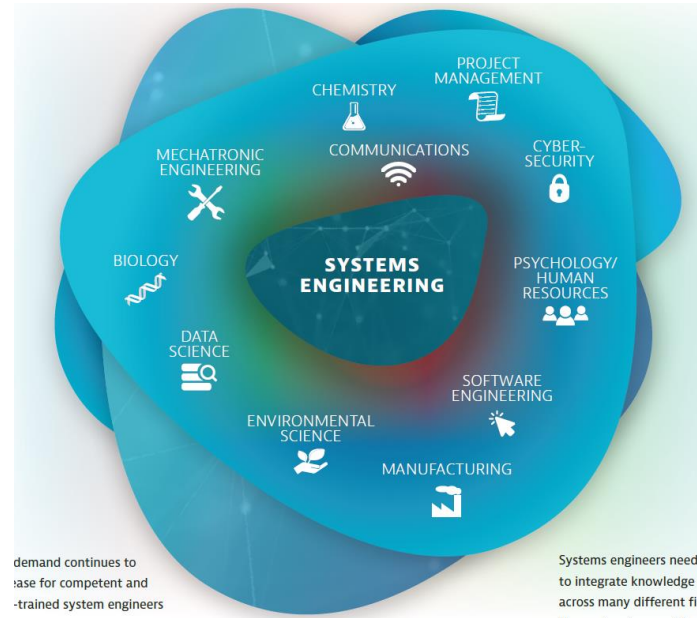 PROJECT
MANAGEMENT
CHEMISTRY
COMMUNICATIONS
CYBER-
SECURITY
MECHATRONIC
ENGINEERING
BIOLOGY
SYSTEMS
ENGINEERING
PSYCHOLOGY/
HUMAN
RESOURCES
DATA
SCIENCE
SOFTWARE
ENGINEERING
ENVIRONMENTAL
SCIENCE
MANUFACTURING
demand continues to
ease for competent and
-trained system engineers
Systems engineers need
to integrate knowledge
across many different fi